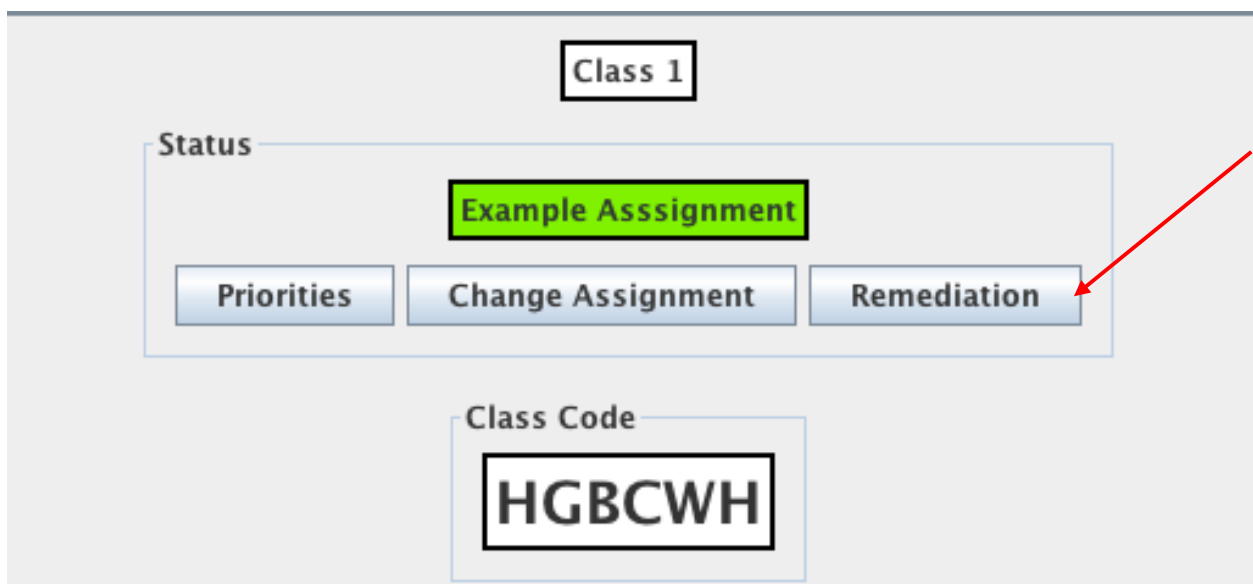 Class 1
Status
Example Asssignment
Priorities Change Assignment Remediation
Class Code
HGBCWH